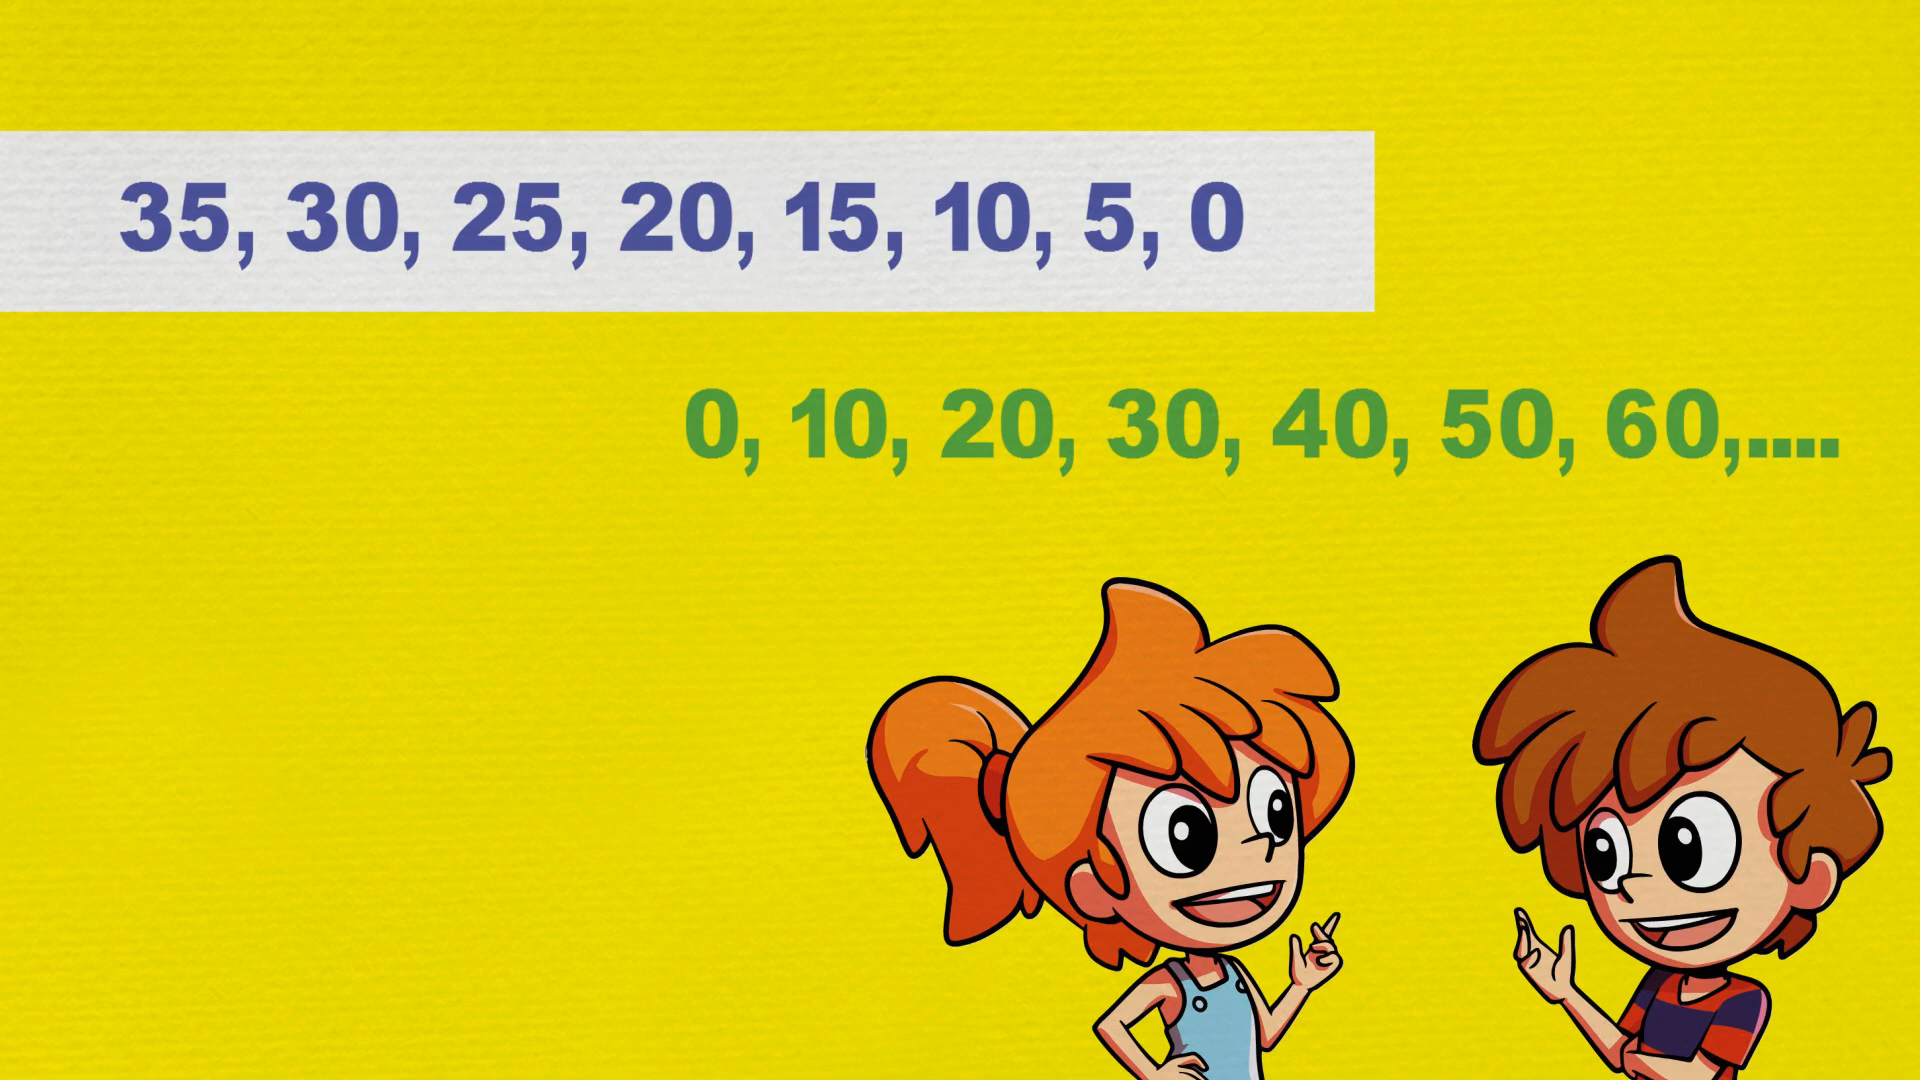 35, 30, 25, 20, 15, 10, 5, 0
0, 10, 20, 30, 40, 50, 60,....